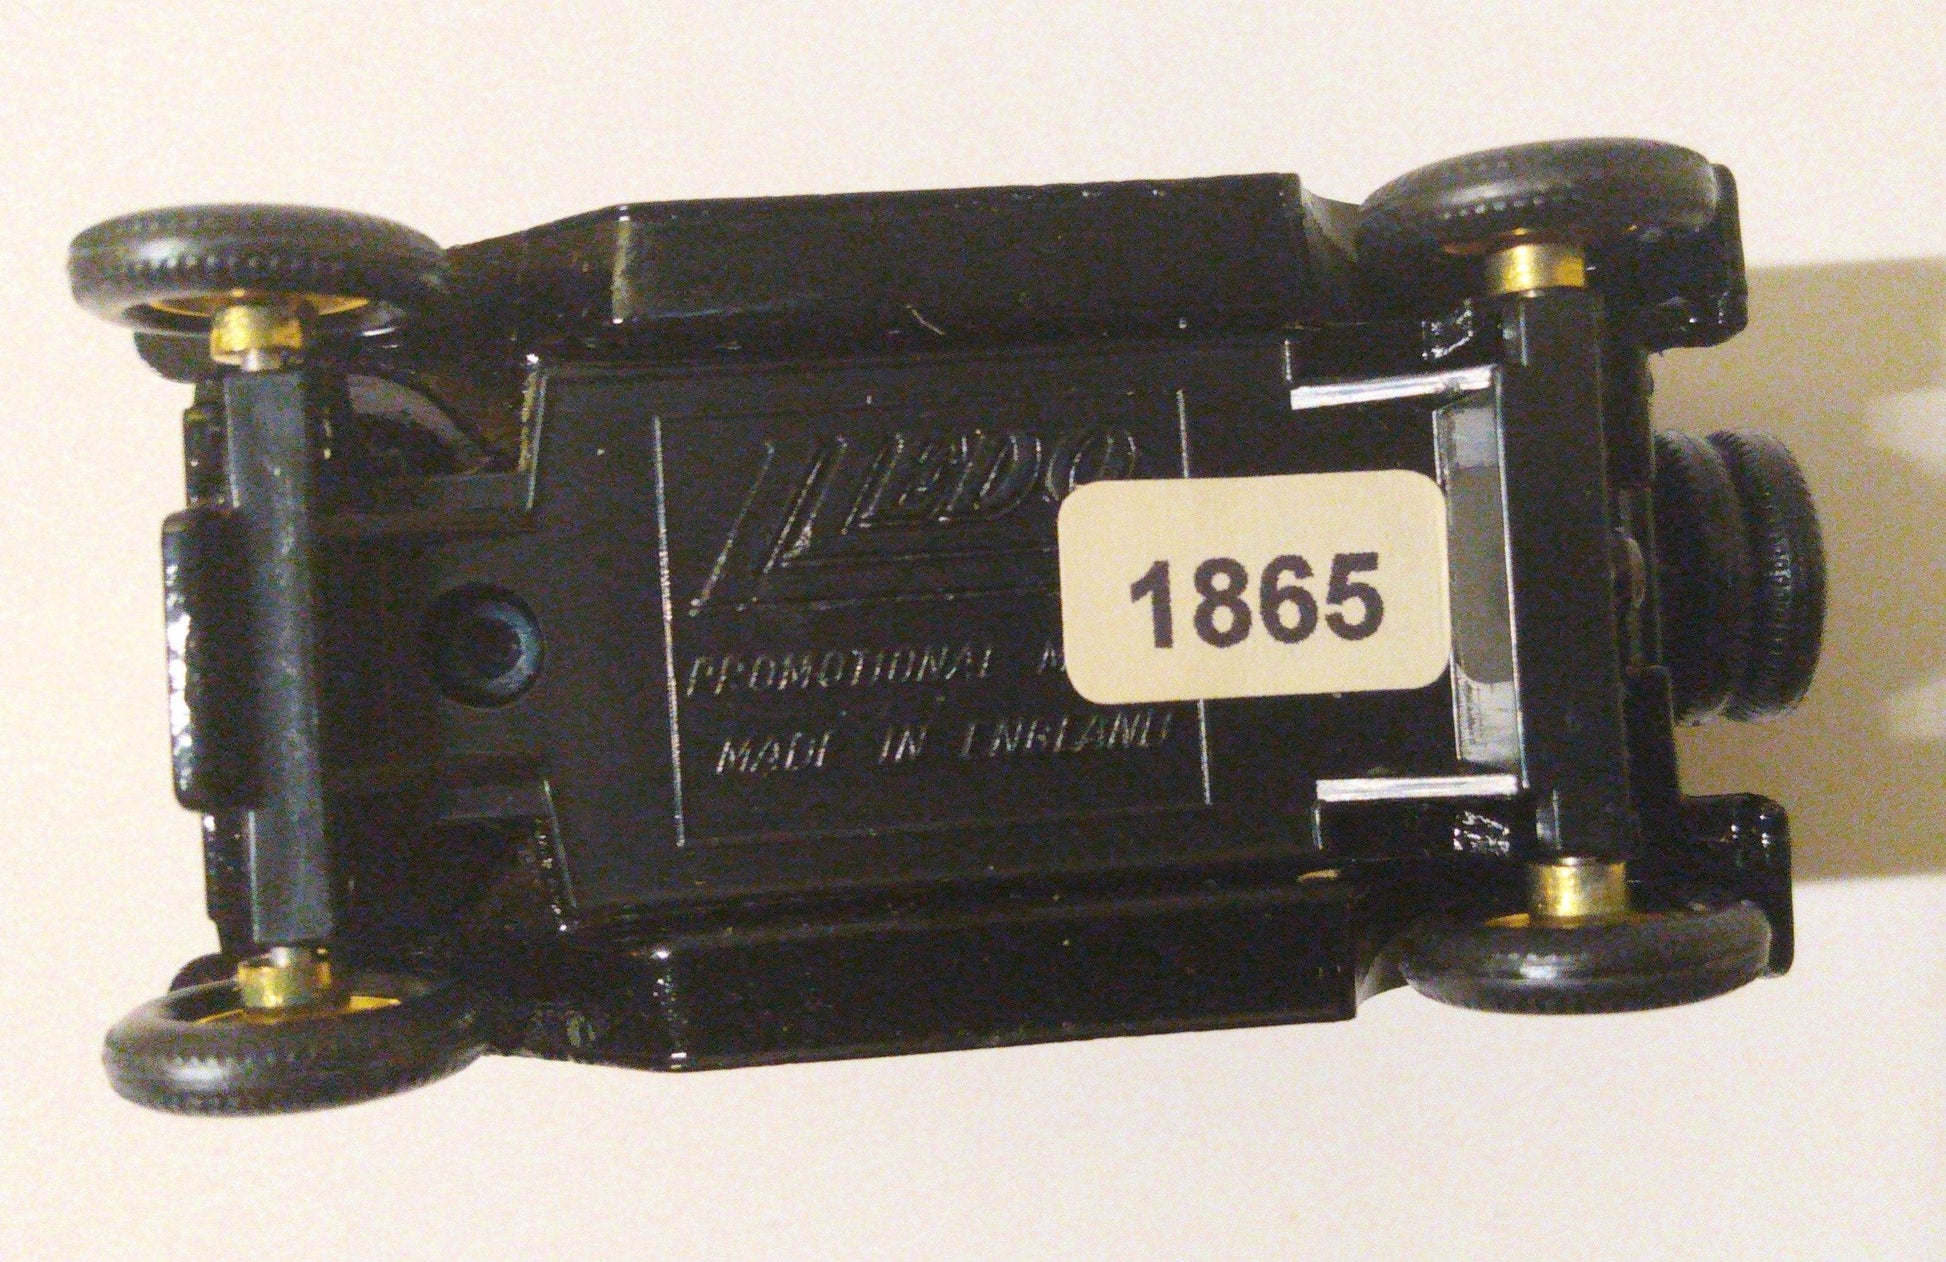 LLEDO
PROMOTIONAL M
MADE IN ENGLAND
1865